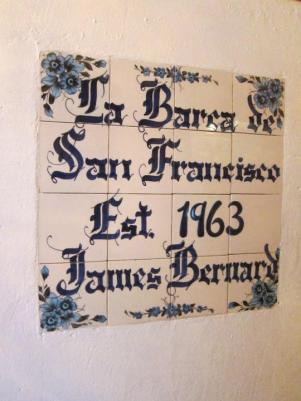 La Barca de
San Francisco
Est. 1963
James Bernard